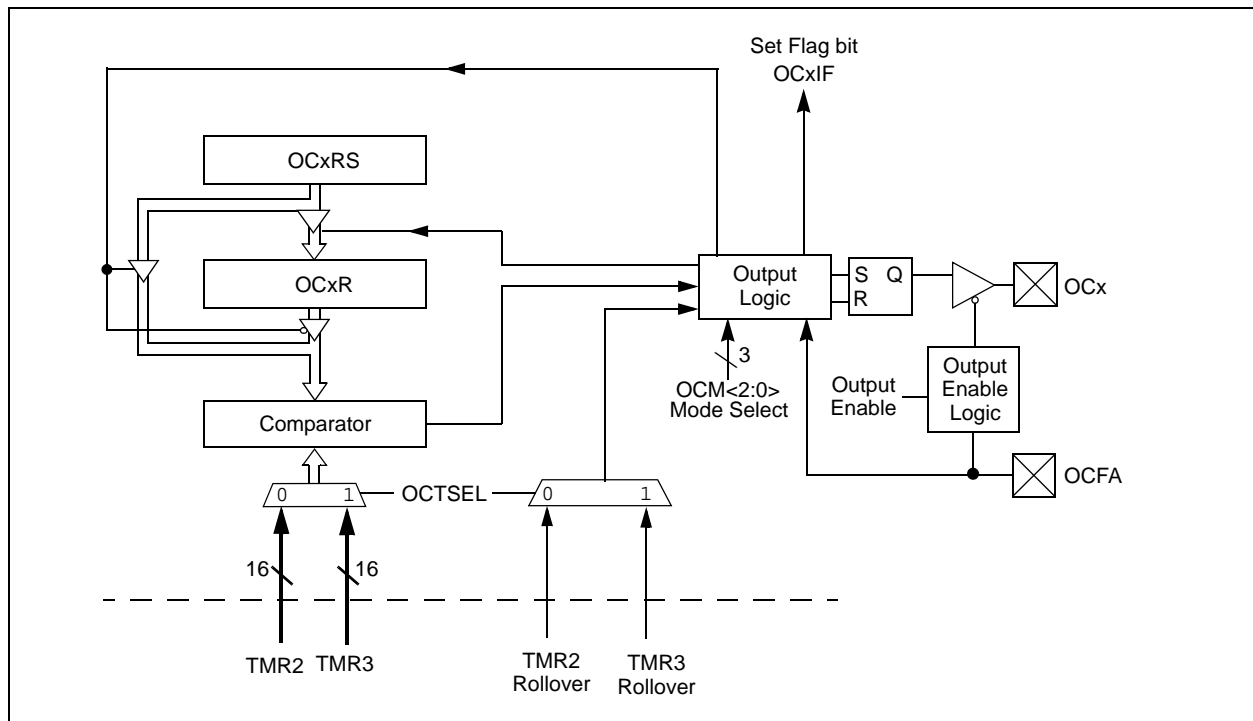 Set Flag bit
OCxIF
OCxRS
OCxR
Output
Logic
S Q
R
OCx
3
OCM<2:0>
Mode Select
Output
Enable
Output
Enable
Logic
Comparator
OCFA
0 1
OCTSEL
0 1
16
16
TMR2
TMR3
TMR2
Rollover
TMR3
Rollover